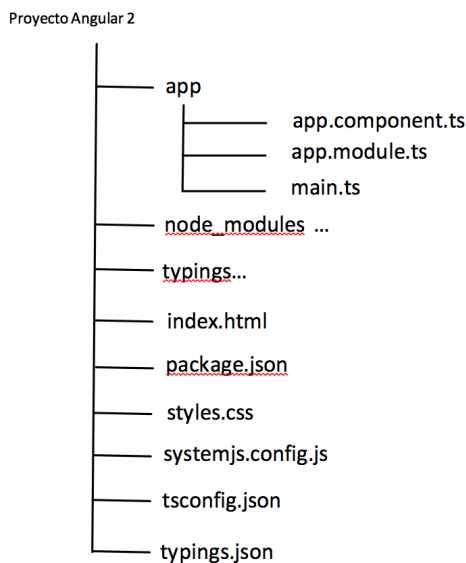 Proyecto Angular 2
app
app.component.ts
app.module.ts
main.ts
node_modules ...
typings...
index.html
package.json
styles.css
systemjs.config.js
tsconfig.json
typings.json